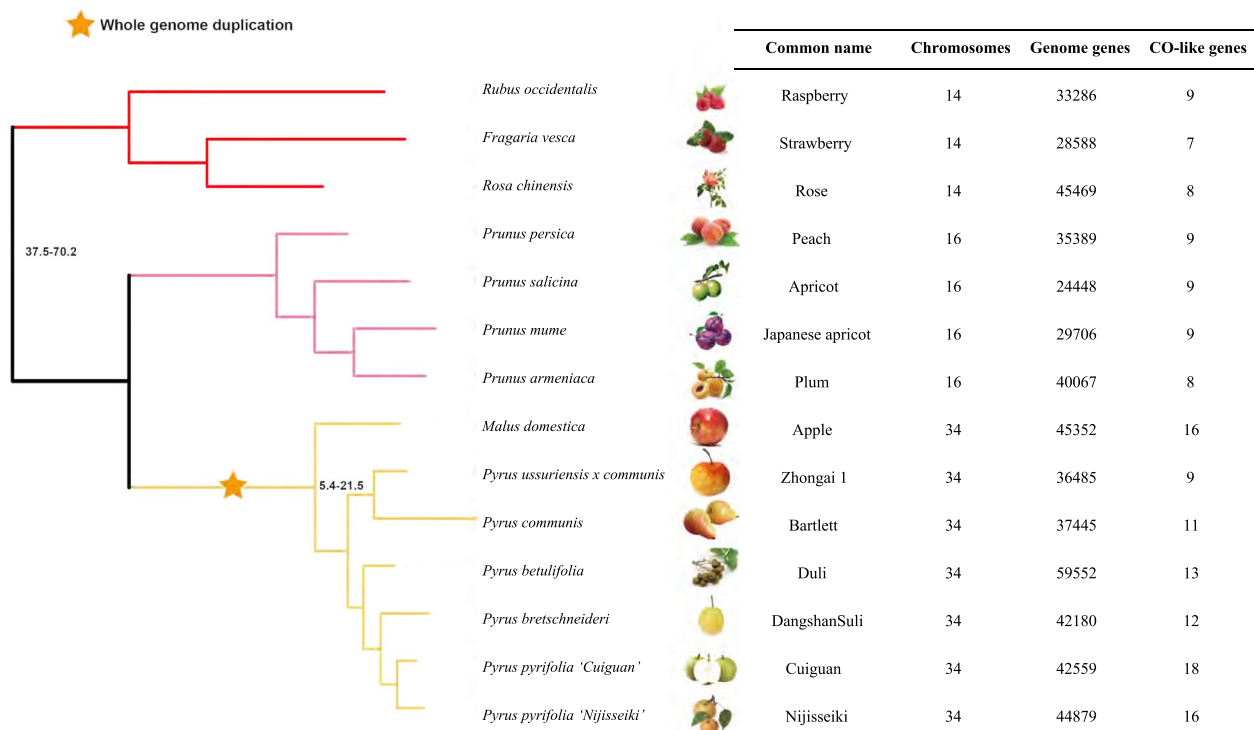 Whole genome duplication
Common name Chromosomes Genome genes CO-like genes
Rubus occidentalis Raspberry 14 33286 9
Fragaria vesca Strawberry 14 28588 7
Rosa chinensis Rose 14 45469 8
Prunus persica Peach 16 35389 9
37.5-70.2
Prunus salicina Apricot 16 24448 9
Prunus mume Japanese apricot 16 29706 9
Prunus armeniaca Plum 16 40067 8
Malus domestica Apple 34 45352 16
Pyrus ussuriensis x communis Zhongai 1 34 36485 9
5.4-21.5
Pyrus communis Bartlett 34 37445 11
Pyrus betulifolia Duli 34 59552 13
Pyrus bretschneideri DangshanSuli 34 42180 12
Pyrus pyrifolia ‘Cuiguan’ Cuiguan 34 42559 18
Pyrus pyrifolia ‘Nijisseiki’ Nijisseiki 34 44879 16